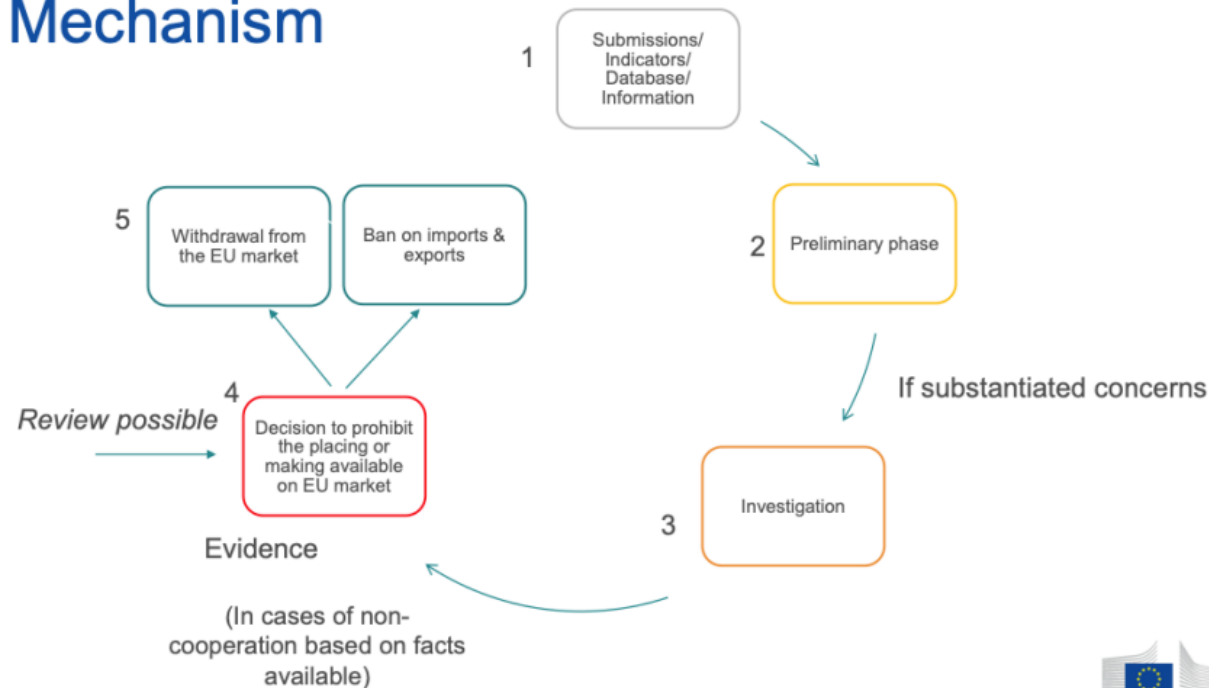 Mechanism
1
Submissions/
Indicators/
Database/
Information
2
Preliminary phase
If substantiated concerns
3
Investigation
4
Decision to prohibit
the placing or
making available
on EU market
Review possible
Evidence
(In cases of non-
cooperation based on facts
available)
5
Withdrawal from
the EU market
Ban on imports &
exports